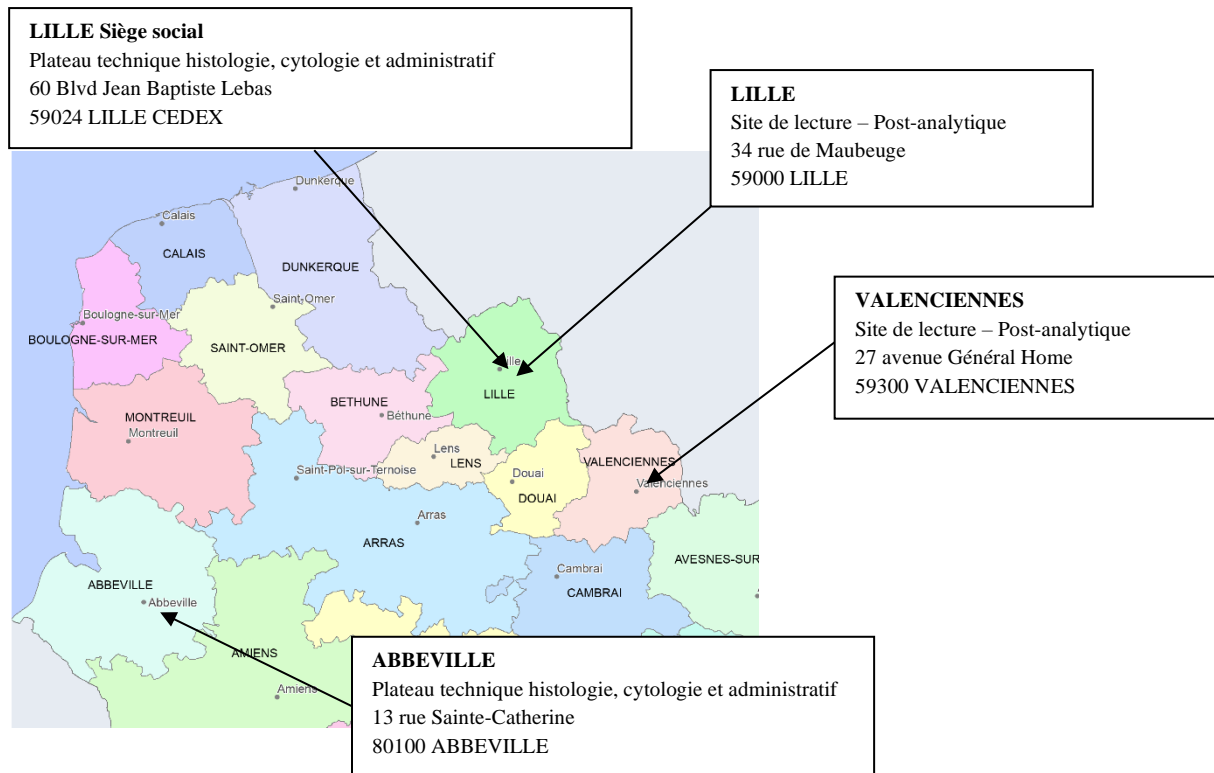 LILLE Siège social
Plateau technique histologie, cytologie et administratif
60 Blvd Jean Baptiste Lebas
59024 LILLE CEDEX
LILLE
Site de lecture – Post-analytique
34 rue de Maubeuge
59000 LILLE
Dunkerque
Calais
CALAIS
DUNKERQUE
Saint-Omer
Boulogne-sur-Mer
BOULOGNE-SUR-MER
SAINT-OMER
VALENCIENNES
Site de lecture – Post-analytique
27 avenue Général Home
59300 VALENCIENNES
LILLE
BETHUNE
Béthune
MONTREUIL
Montreuil
Lens
LENS
VALENCIENNES
Saint-Pol-sur-Ternoise
Douai
DOUAI
Valenciennes
Arras
ARRAS
AVESNES-SUR
Cambrai
CAMBRAI
ABBEVILLE
Abbeville
AMIENS
Amiens
ABBEVILLE
Plateau technique histologie, cytologie et administratif
13 rue Sainte-Catherine
80100 ABBEVILLE